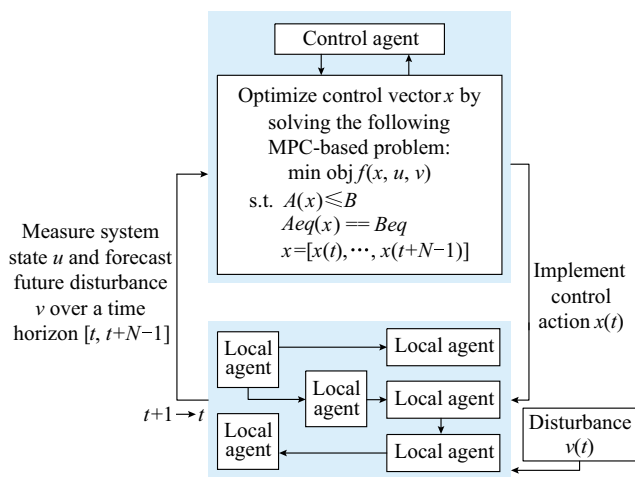 Control agent
Optimize control vector x by
solving the following
MPC-based problem:
min obj f(x, u, v)
s.t. A(x)≤B
Aeq(x) == Beq
x=[x(t),⋯, x(t+N−1)]
Measure system
state u and forecast
future disturbance
v over a time
horizon [t, t+N−1]
Implement
control
action x(t)
t+1→t
Local
agent
Local agent
Local
agent
Local agent
Local
agent
Local agent
Disturbance
v(t)